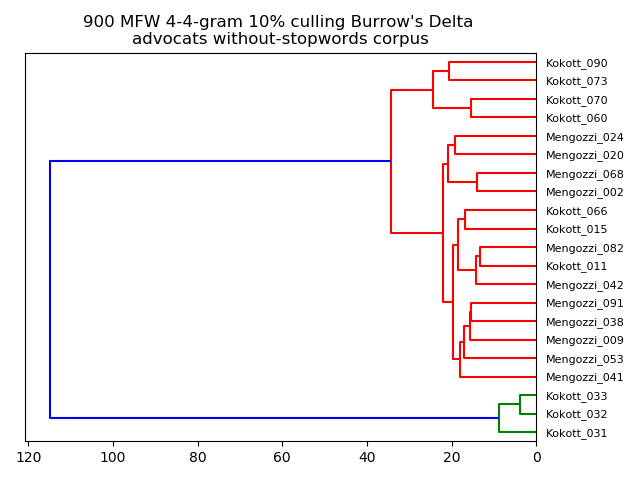 900 MFW 4-4-gram 10% culling Burrow's Delta
advocats without-stopwords corpus
Kokott_090
Kokott_073
Kokott_070
Kokott_060
Mengozzi_024
Mengozzi_020
Mengozzi_068
Mengozzi_002
Kokott_066
Kokott_015
Mengozzi_082
Kokott_011
Mengozzi_042
Mengozzi_091
Mengozzi_038
Mengozzi_009
Mengozzi_053
Mengozzi_041
Kokott_033
Kokott_032
Kokott_031
120 100 80 60 40 20 0